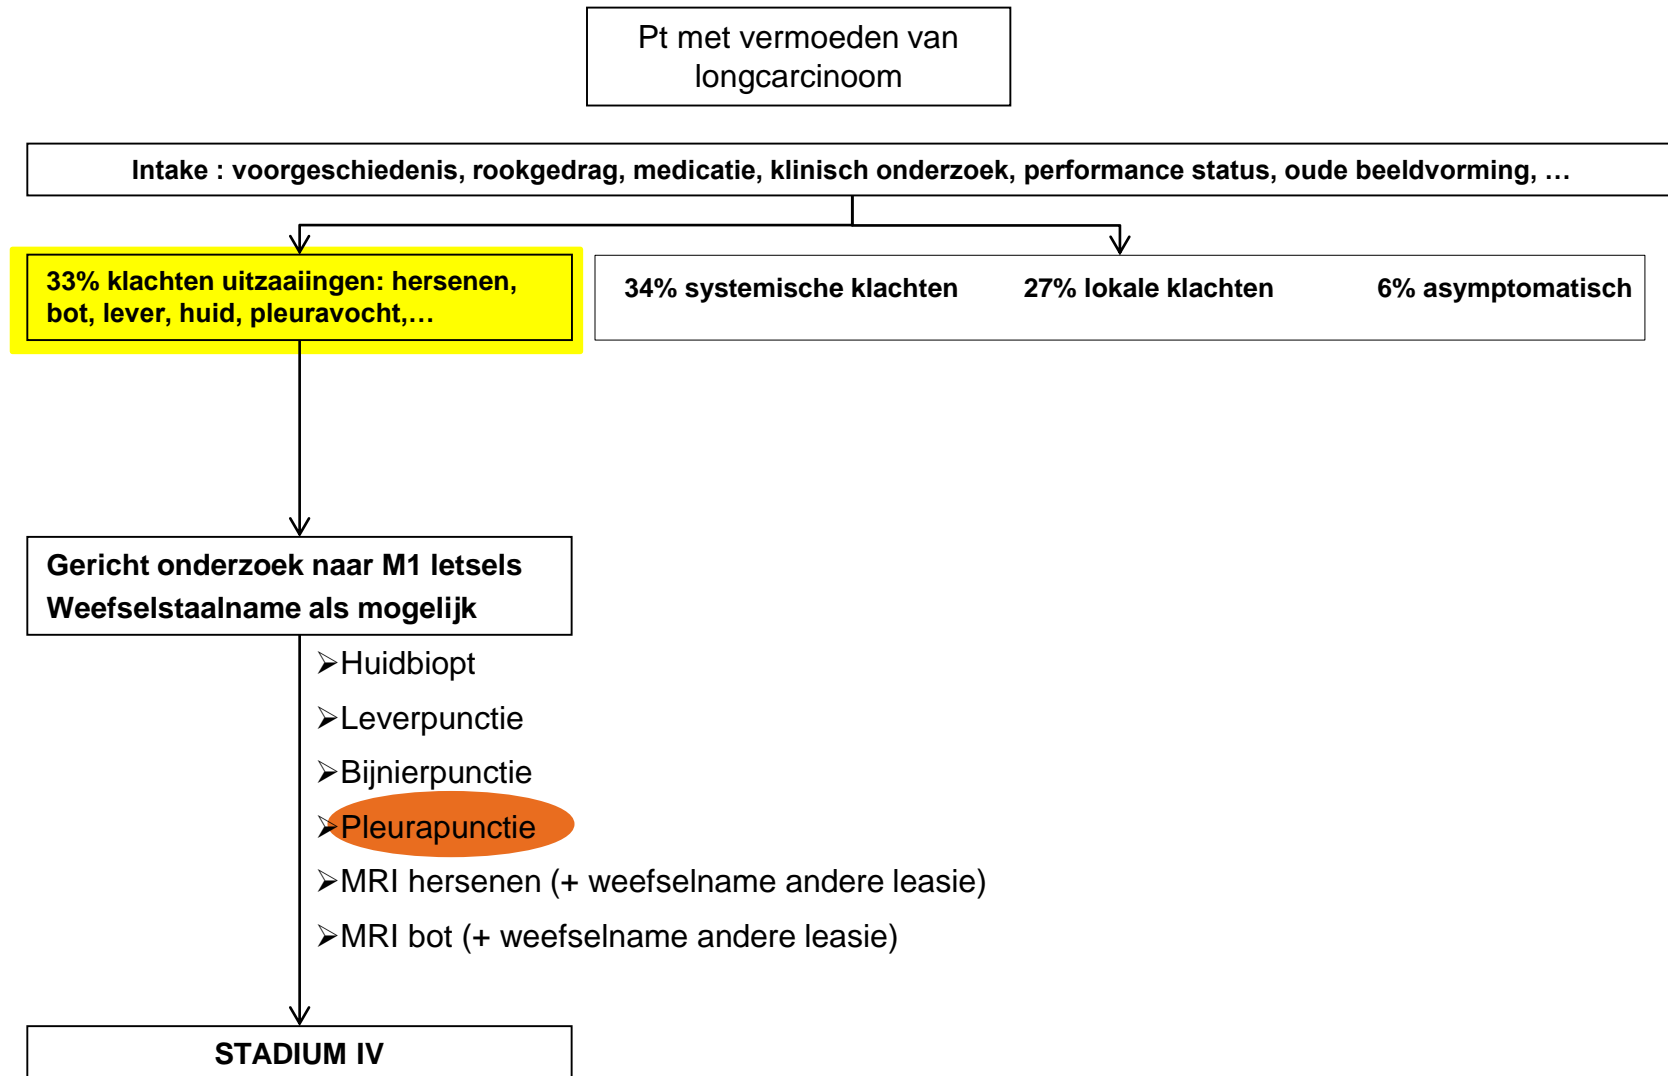 Pt met vermoeden van
longcarcinoom
Intake : voorgeschiedenis, rookgedrag, medicatie, klinisch onderzoek, performance status, oude beeldvorming, …
33% klachten uitzaaiingen: hersenen,
bot, lever, huid, pleuravocht,…
34% systemische klachten 27% lokale klachten 6% asymptomatisch
Gericht onderzoek naar M1 letsels
Weefselstaalname als mogelijk
➢Huidbiopt
➢Leverpunctie
➢Bijnierpunctie
➢Pleurapunctie
➢MRI hersenen (+ weefselname andere leasie)
➢MRI bot (+ weefselname andere leasie)
STADIUM IV